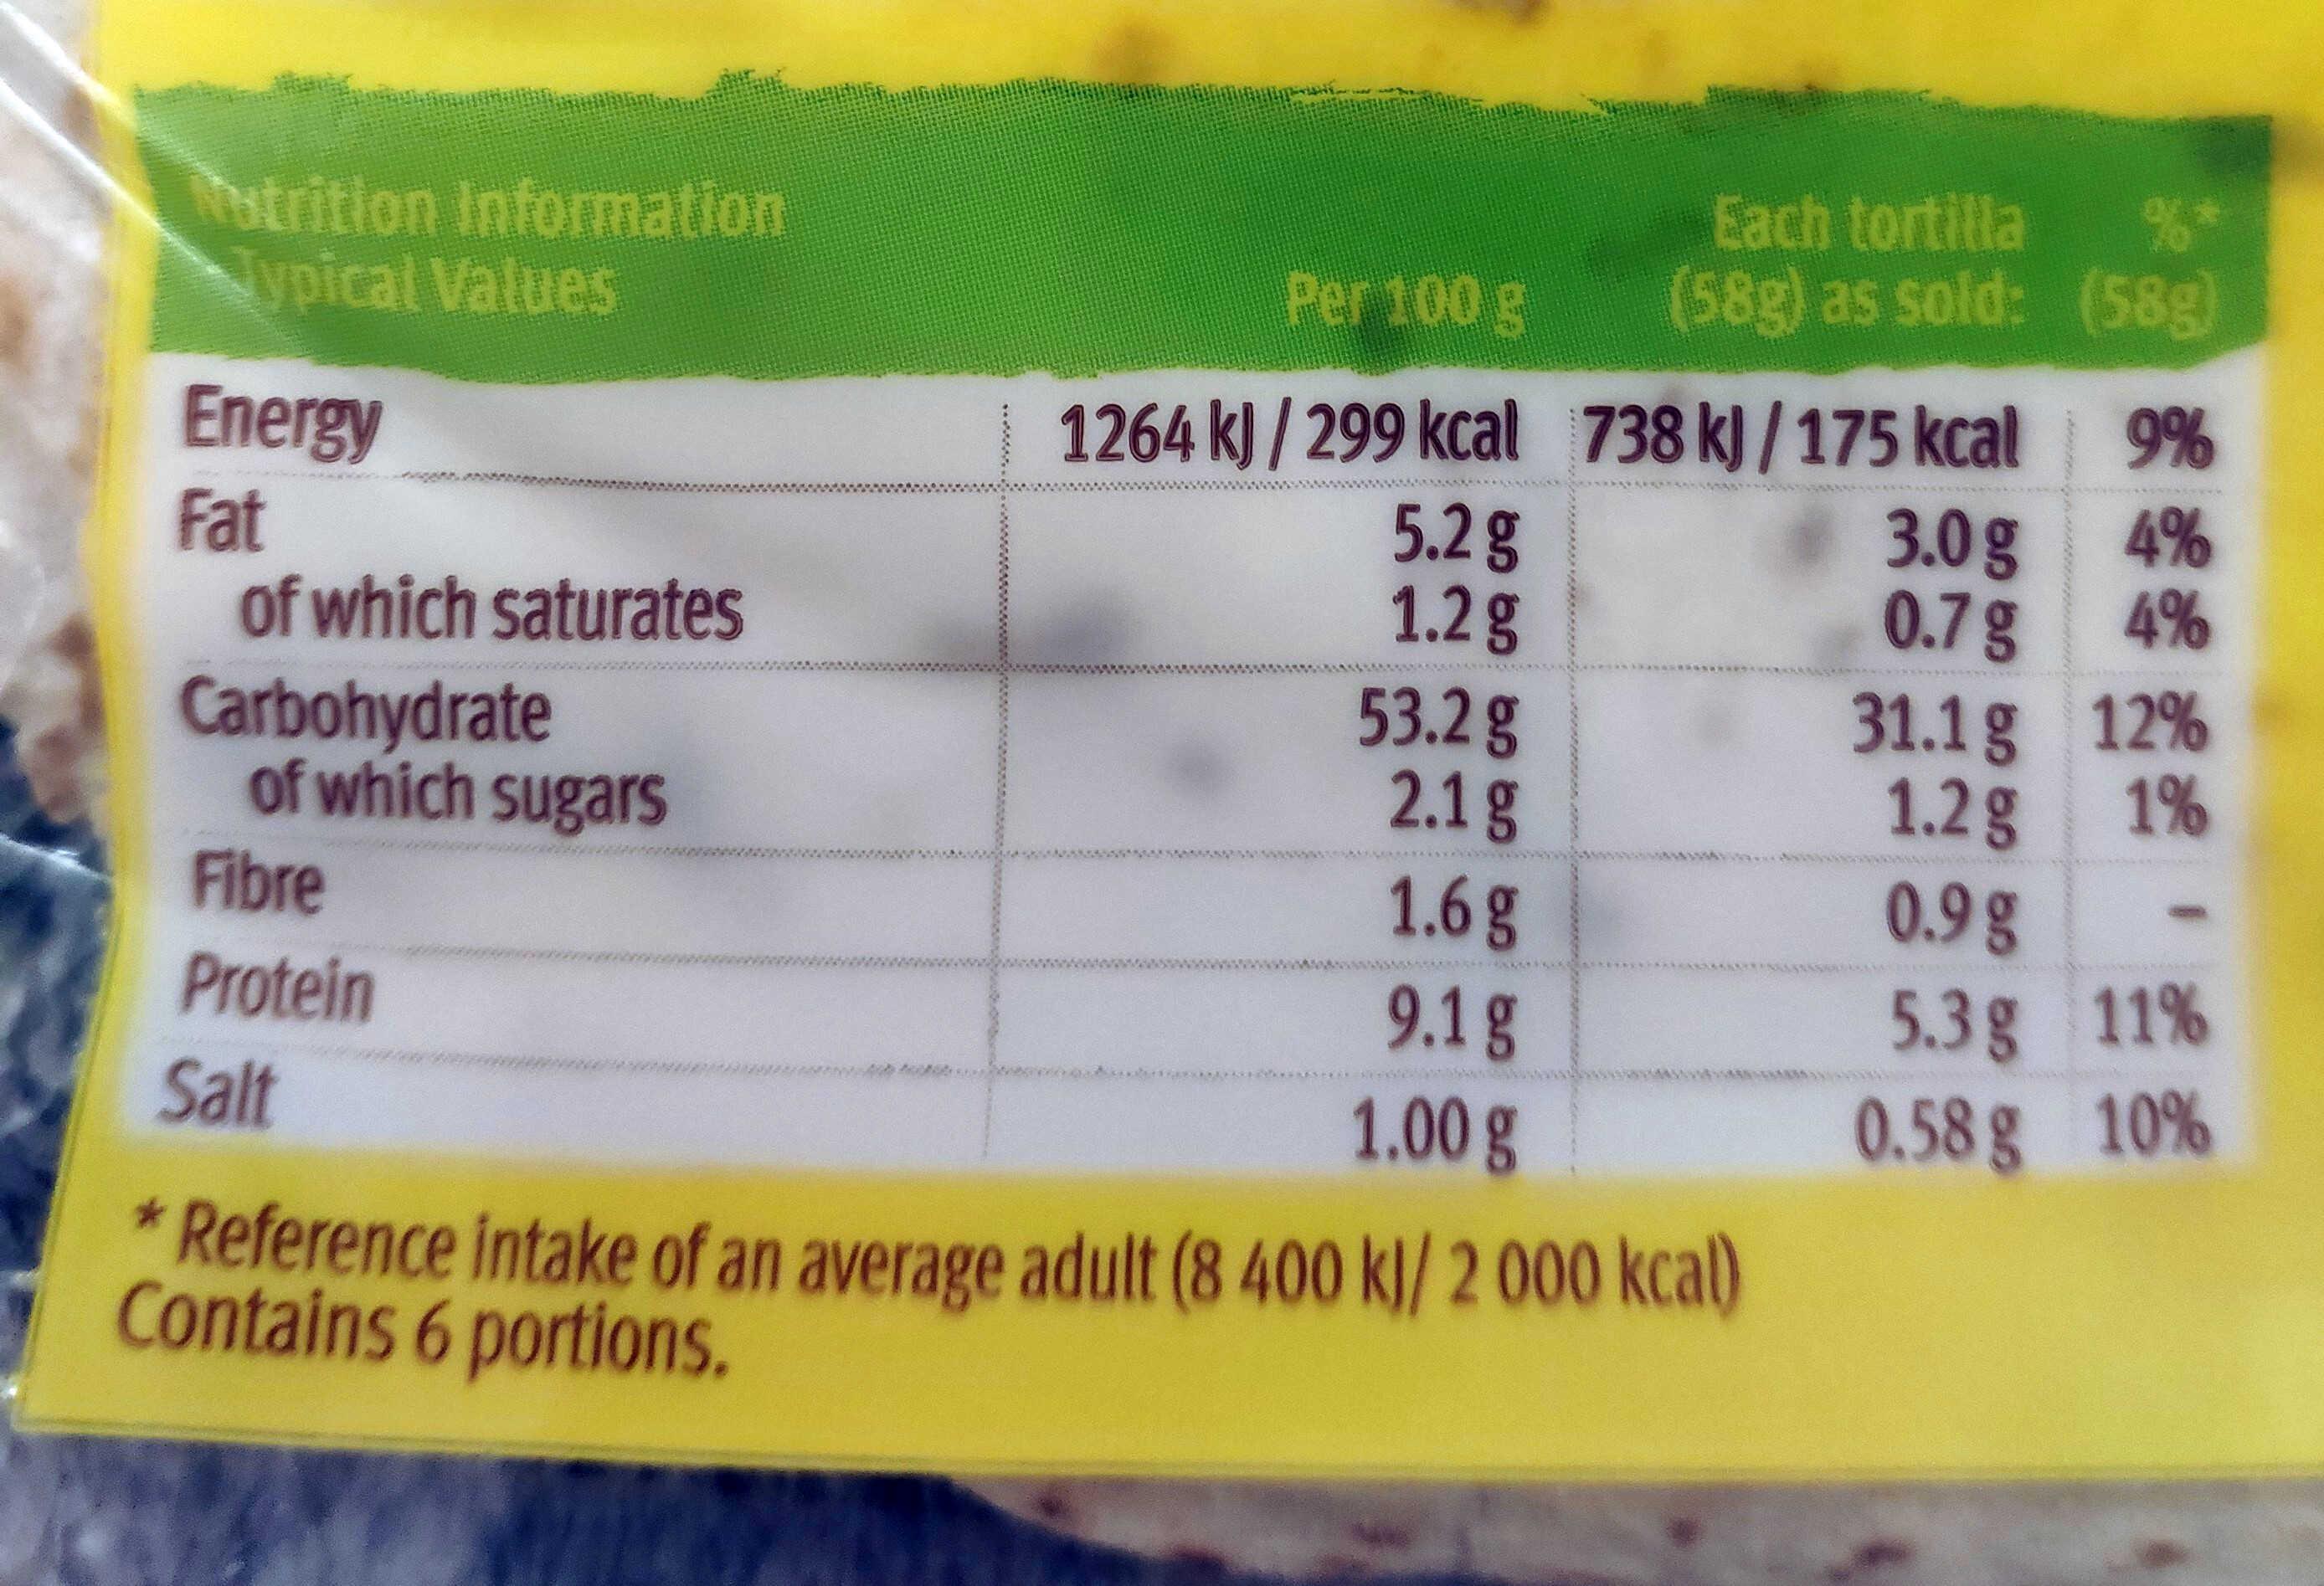 Nutrition Information %*
Typical Values Per 100 g Each tortilla (58g) as sold: (58g)
Energy 1264 kJ / 299 kcal 738 kJ / 175 kcal 9%
Fat 5.2 g 3.0 g 4%
of which saturates 1.2 g 0.7 g 4%
Carbohydrate 53.2 g 31.1 g 12%
of which sugars 2.1 g 1.2 g 1%
Fibre 1.6 g 0.9 g –
Protein 9.1 g 5.3 g 11%
Salt 1.00 g 0.58 g 10%
* Reference intake of an average adult (8 400 kJ/ 2 000 kcal)
Contains 6 portions.